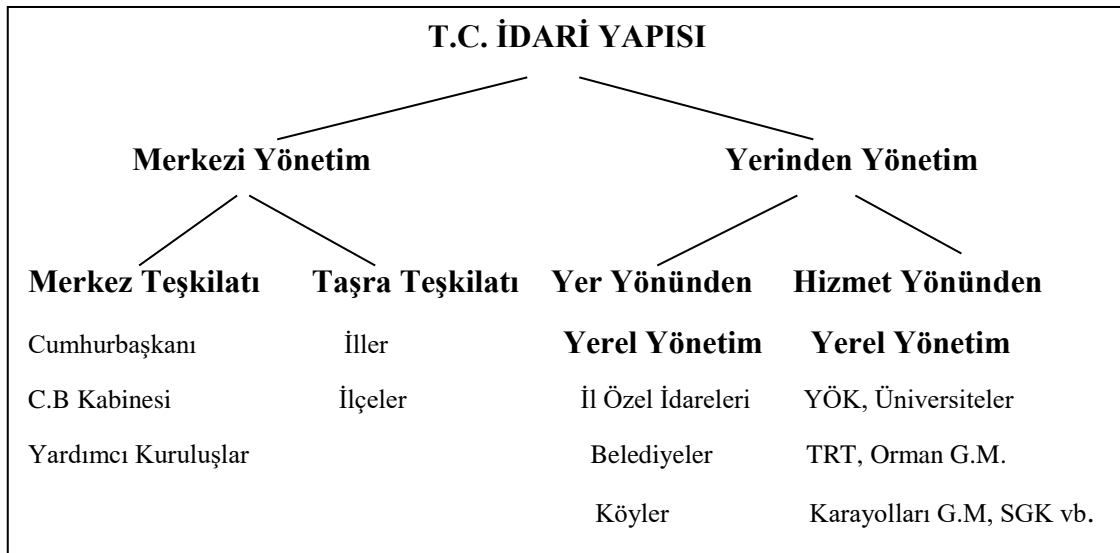 T.C. İDARİ YAPISI
Merkezi Yönetim
Yerinden Yönetim
Merkez Teşkilatı
Cumhurbaşkanı
C.B Kabinesi
Yardımcı Kuruluşlar
Taşra Teşkilatı
İller
İlçeler
Yer Yönünden
Yerel Yönetim
İl Özel İdareleri
Belediyeler
Köyler
Hizmet Yönünden
Yerel Yönetim
YÖK, Üniversiteler
TRT, Orman G.M.
Karayolları G.M, SGK vb.